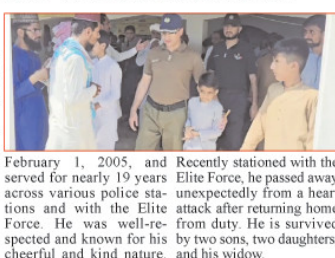 February 1, 2005, and
served for nearly 19 years
across various police sta-
tions and with the Elite
Force. He was well-re-
spected and known for his
cheerful and kind nature.
Recently stationed with the
Elite Force, he passed away
unexpectedly from a heart
attack after returning home
from duty. He is survived
by two sons, two daughters
and his widow.